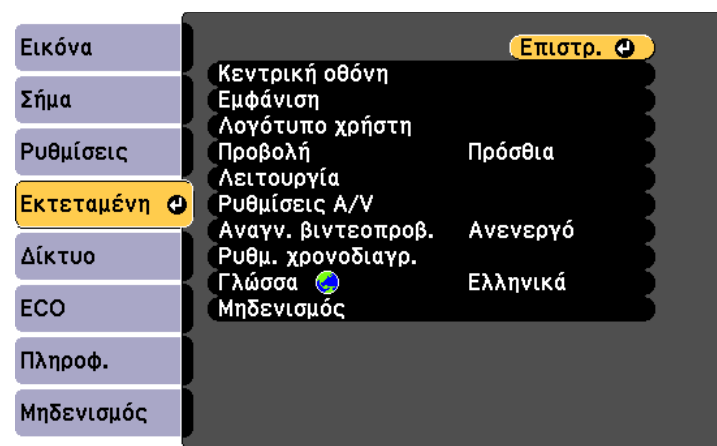 Εικόνα
Σήμα
Ρυθμίσεις
Εκτεταμένη
Δίκτυο
ECO
Πληροφ.
Μηδενισμός
Επιστρ.
Κεντρική οθόνη
Εμφάνιση
Λογότυπο χρήστη
Προβολή Πρόσθια
Λειτουργία
Ρυθμίσεις A/V
Αναγν. βιντεοπροβ. Ανενεργό
Ρυθμ. χρονοδιαγρ.
Γλώσσα Ελληνικά
Μηδενισμός